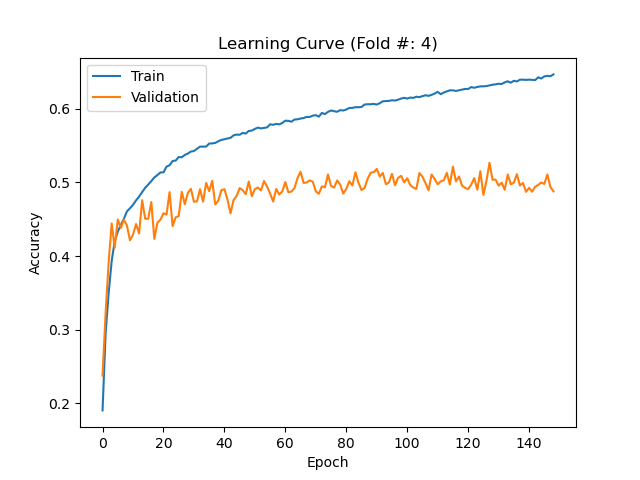 Learning Curve (Fold #: 4)
Train
Validation
Accuracy
0.6
0.5
0.4
0.3
0.2
0 20 40 60 80 100 120 140
Epoch